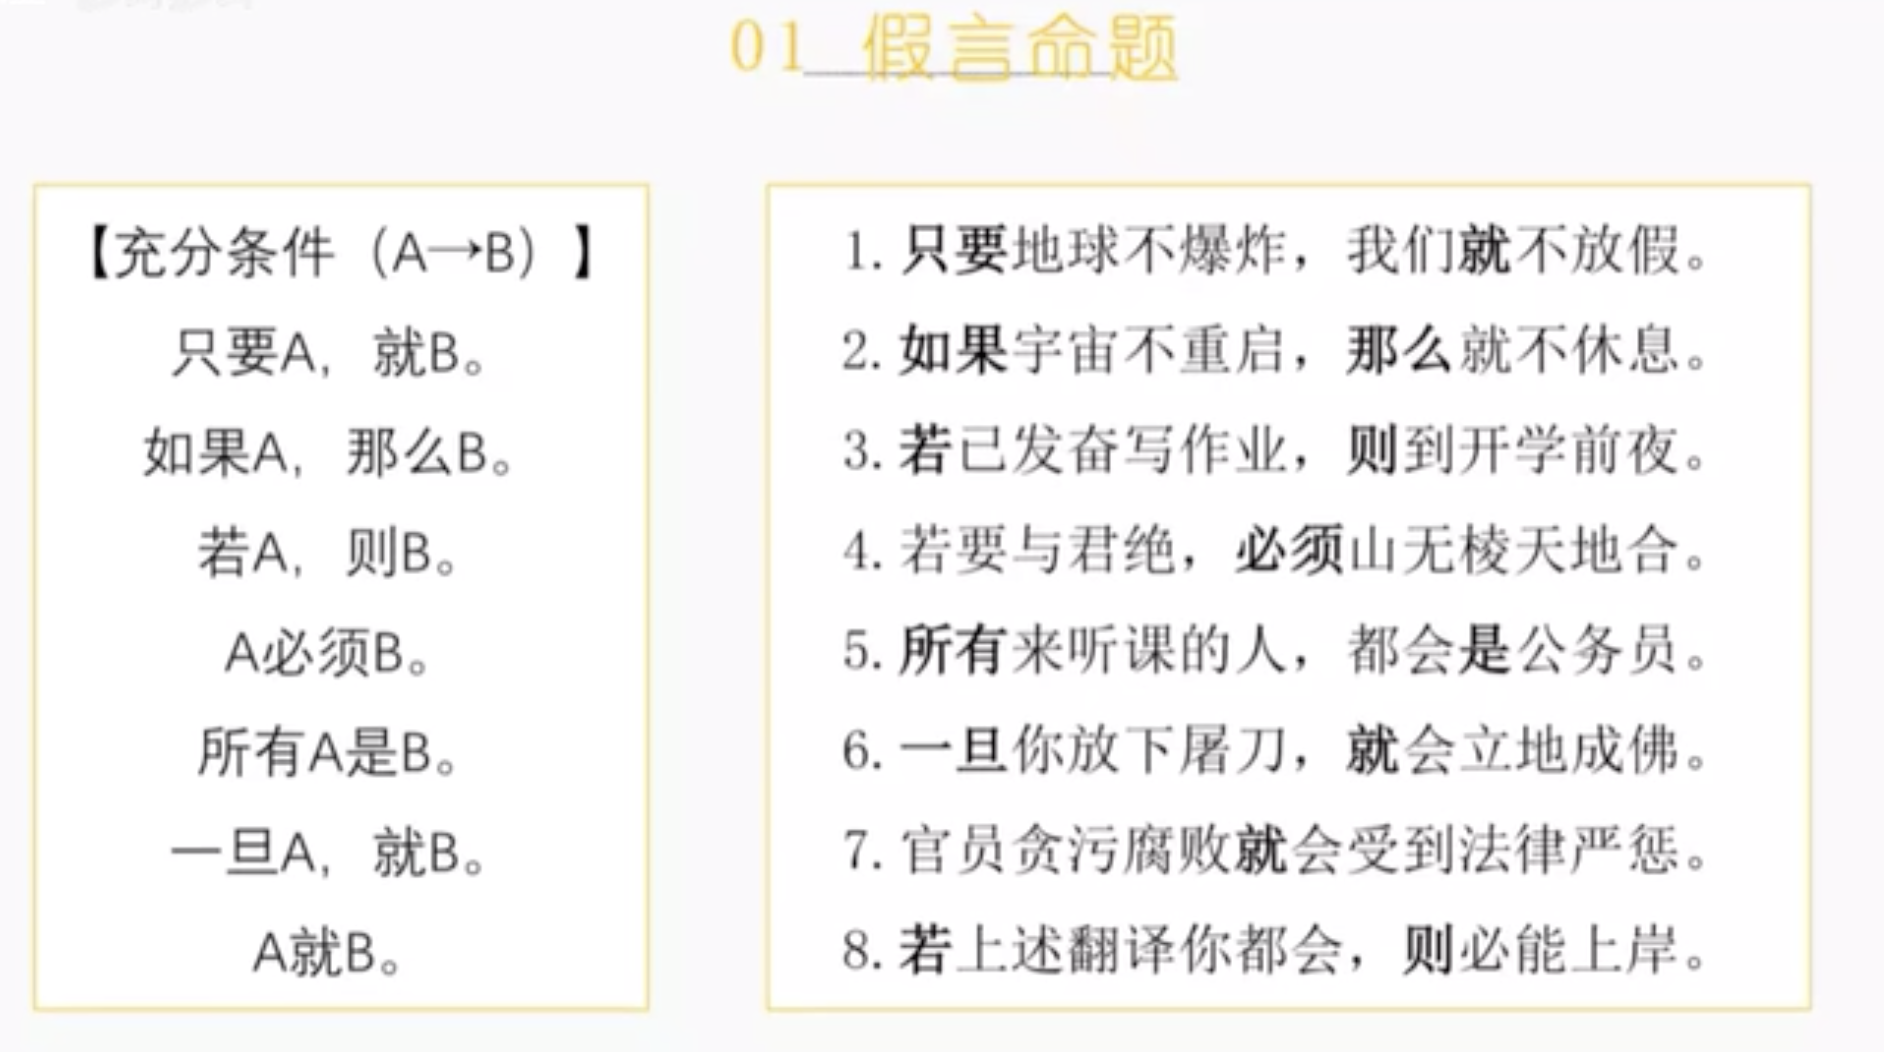 01 假言命题
【充分条件（A→B）】
只要A，就B。
如果A，那么B。
若A，则B。
A必须B。
所有A是B。
一旦A，就B。
A就B。
1. 只要地球不爆炸，我们就不放假。
2. 如果宇宙不重启，那么就不休息。
3. 若已发奋写作业，则到开学前夜。
4. 若要与君绝，必须山无棱天地合。
5. 所有来听课的人，都会是公务员。
6. 一旦你放下屠刀，就会立地成佛。
7. 官员贪污腐败就会受到法律严惩。
8. 若上述翻译你都会，则必能上岸。